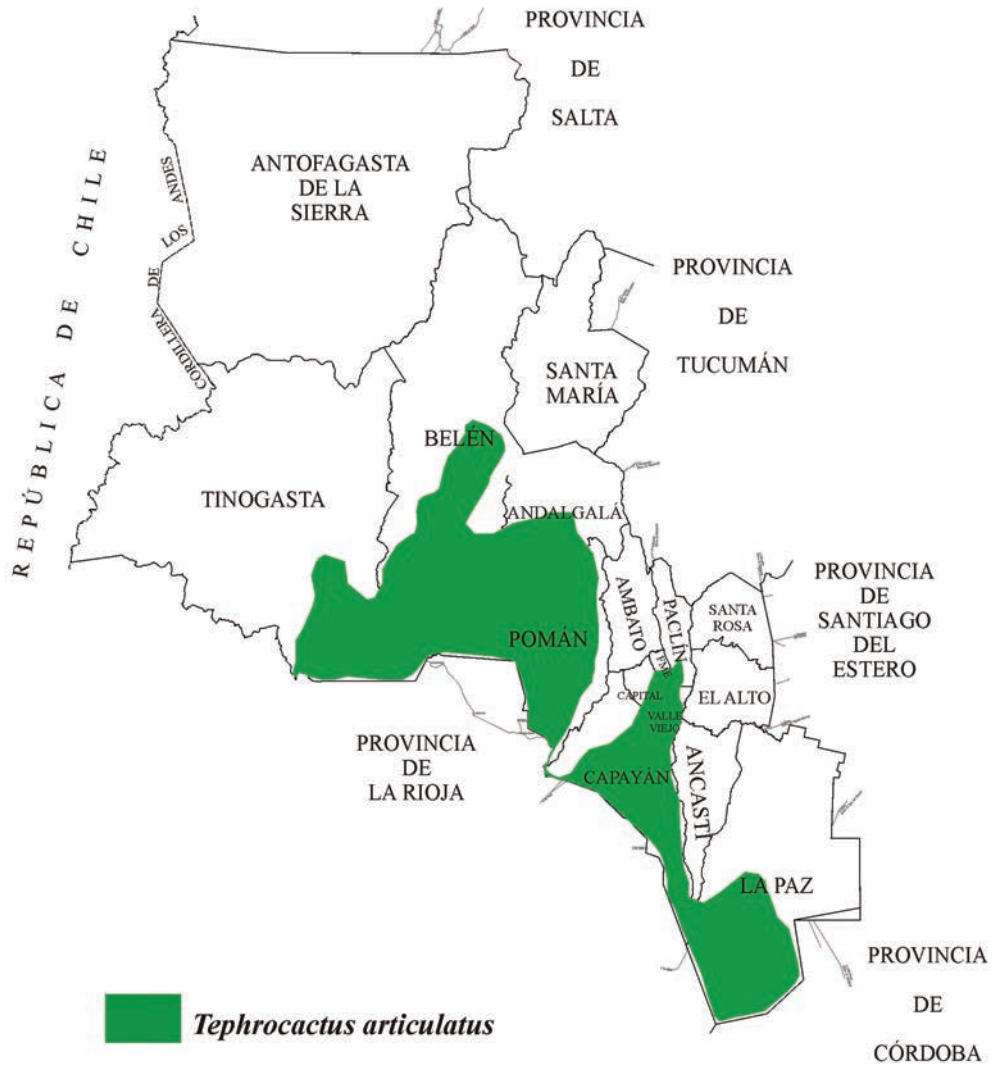 PROVINCIA
DE
SALTA
ANTOFAGASTA
DE LA
SIERRA
REPÚBLICA DE CHILE
CORDILLERA DE LOS ANDES
PROVINCIA
DE
TUCUMÁN
SANTA
MARÍA
BELÉN
TINOGASTA
ANDALGALÁ
AMBATO
PACLÍN
SANTA
ROSA
PROVINCIA
DE
SANTIAGO
DEL
ESTERO
POMÁN
FME
CAPITAL
EL ALTO
VALLE
VIEJO
PROVINCIA
DE
LA RIOJA
CAPAYÁN
ANCASTÍ
LA PAZ
PROVINCIA
DE
CÓRDOBA
Tephrocactus articulatus